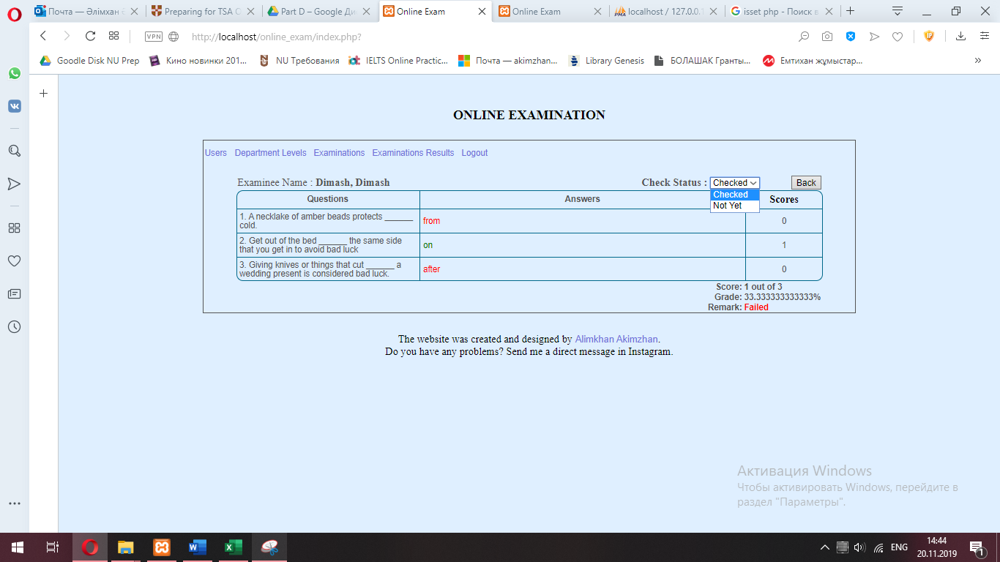 Почта — Әлімхан
Preparing for TSA
Part D – Google Ди
Online Exam
Online Exam
localhost / 127.0.0.1
isset php - Поиск в
VPN
http://localhost/online_exam/index.php?
Goodle Disk NU Prep
Кино новинки 201...
NU Требования
IELTS Online Practic...
Почта — akimzhan...
Library Genesis
БОЛАШАК Гранты...
Емтихан жұмыстар...
ONLINE EXAMINATION
Users Department Levels Examinations Examinations Results Logout
Examinee Name : Dimash, Dimash
Check Status : Checked
Back
Checked
Not Yet
Questions Answers Scores
1. A necklake of amber beads protects ______
cold.
from
0
2. Get out of the bed ______ the same side
that you get in to avoid bad luck
on
1
3. Giving knives or things that cut ______ a
wedding present is considered bad luck.
after
0
Score: 1 out of 3
Grade: 33.333333333333%
Remark: Failed
The website was created and designed by Alimkhan Akimzhan.
Do you have any problems? Send me a direct message in Instagram.
Активация Windows
Чтобы активировать Windows, перейдите в
раздел "Параметры".
ENG
14:44
20.11.2019
1